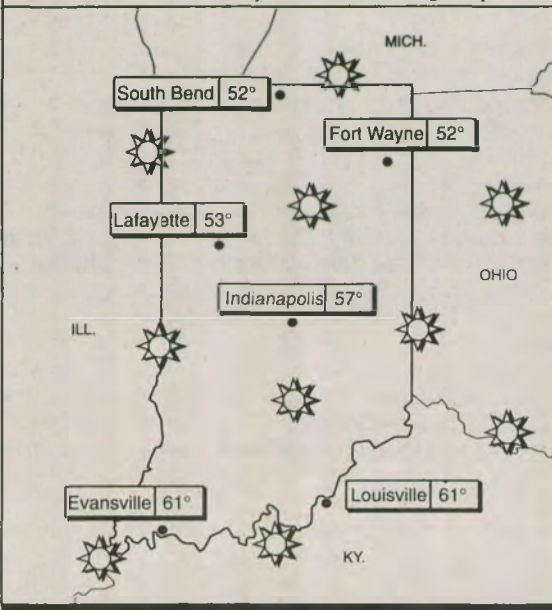 MICH.
South Bend 52°
Fort Wayne 52°
Lafayette 53°
OHIO
Indianapolis 57°
ILL.
Evansville 61°
Louisville 61°
KY.